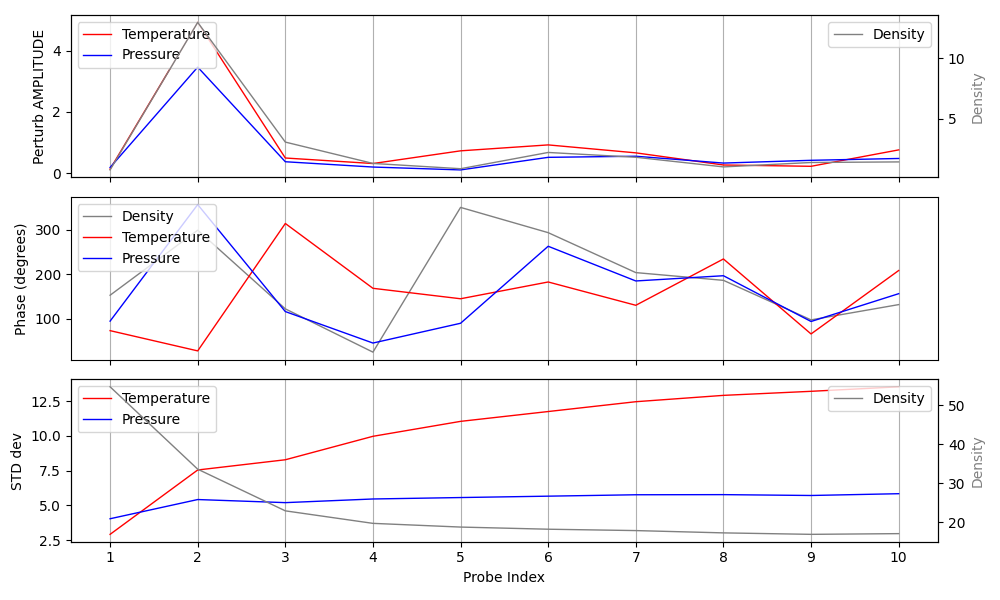 Perturb AMPLITUDE
4
2
0
Temperature
Pressure
Density
10
5
Density
Phase (degrees)
300
200
100
Density
Temperature
Pressure
STD dev
12.5
10.0
7.5
5.0
2.5
Temperature
Pressure
Density
50
40
30
20
Density
1 2 3 4 5 6 7 8 9 10
Probe Index